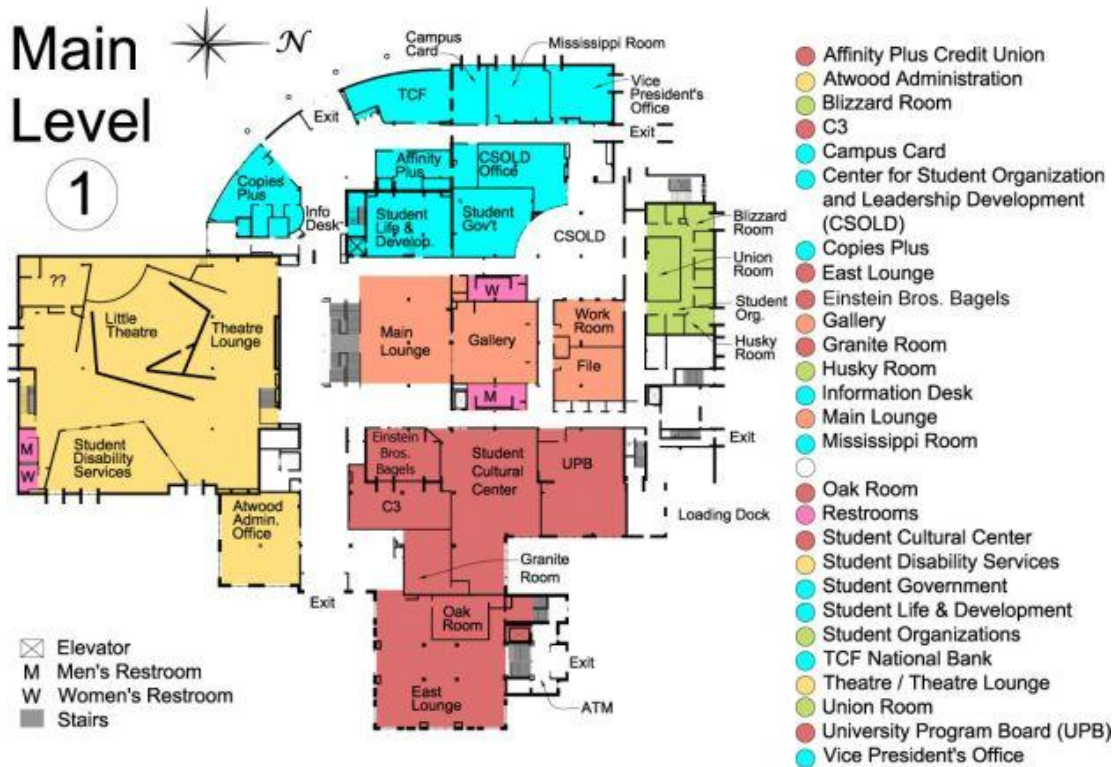 Main
Level
1
N
Campus
Card
Mississippi Room
TCF
Vice
President's
Office
Exit
Exit
Affinity
Plus
CSOLD
Office
Copies
Plus
Info
Desk
Student
Life &
Develop.
Student
Gov't
CSOLD
Blizzard
Room
Union
Room
Student
Org.
Husky
Room
??
Little
Theatre
Theatre
Lounge
Main
Lounge
W
Gallery
M
Work
Room
File
Student
Disability
Services
M
W
Einstein
Bros.
Bagels
Student
Cultural
Center
UPB
Exit
C3
Loading Dock
Atwood
Admin.
Office
Granite
Room
Exit
Oak
Room
East
Lounge
Exit
ATM
Elevator
M Men's Restroom
W Women's Restroom
Stairs
Affinity Plus Credit Union
Atwood Administration
Blizzard Room
C3
Campus Card
Center for Student Organization
and Leadership Development
(CSOLD)
Copies Plus
East Lounge
Einstein Bros. Bagels
Gallery
Granite Room
Husky Room
Information Desk
Main Lounge
Mississippi Room
Oak Room
Restrooms
Student Cultural Center
Student Disability Services
Student Government
Student Life & Development
Student Organizations
TCF National Bank
Theatre / Theatre Lounge
Union Room
University Program Board (UPB)
Vice President's Office